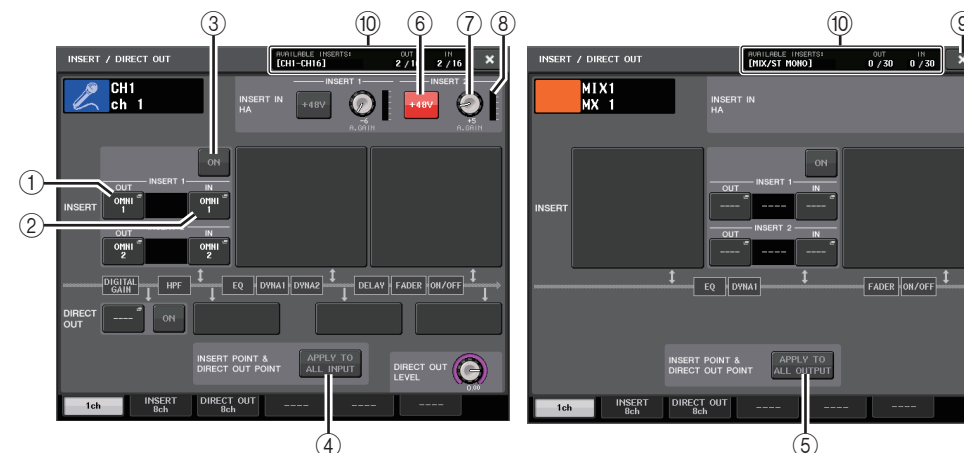 ③ ⑩ ⑥ ⑦ ⑧ ⑩ ⑨
INSERT / DIRECT OUT
AVAILABLE INSERTS: OUT IN
[CH1-CH16] 2 /16 2 /16
CH1
ch 1
INSERT IN
HA
INSERT 1
+48V
-6
A.GAIN
INSERT 2
+48V
+5
A.GAIN
ON
①
②
INSERT
INSERT 1
OUT IN
OMNI
1
OMNI
1
OUT IN
OMNI
2
OMNI
2
DIGITAL
GAIN
HPF
EQ
DYNA1
DYNA2
DELAY
FADER
ON/OFF
DIRECT
OUT
----
ON
INSERT POINT &
DIRECT OUT POINT
APPLY TO
ALL INPUT
DIRECT OUT
LEVEL
0.00
1ch
INSERT
8ch
DIRECT OUT
8ch
----
----
----
④
INSERT / DIRECT OUT
AVAILABLE INSERTS: OUT IN
[MIX/ST MONO] 0 /30 0 /30
MIX1
MX 1
INSERT IN
HA
ON
INSERT
INSERT 1
OUT IN
---- ---- ----
INSERT 2
OUT IN
---- ---- ----
EQ
DYNA1
FADER
ON/OFF
INSERT POINT &
DIRECT OUT POINT
APPLY TO
ALL OUTPUT
1ch
INSERT
8ch
DIRECT OUT
8ch
----
----
----
⑤